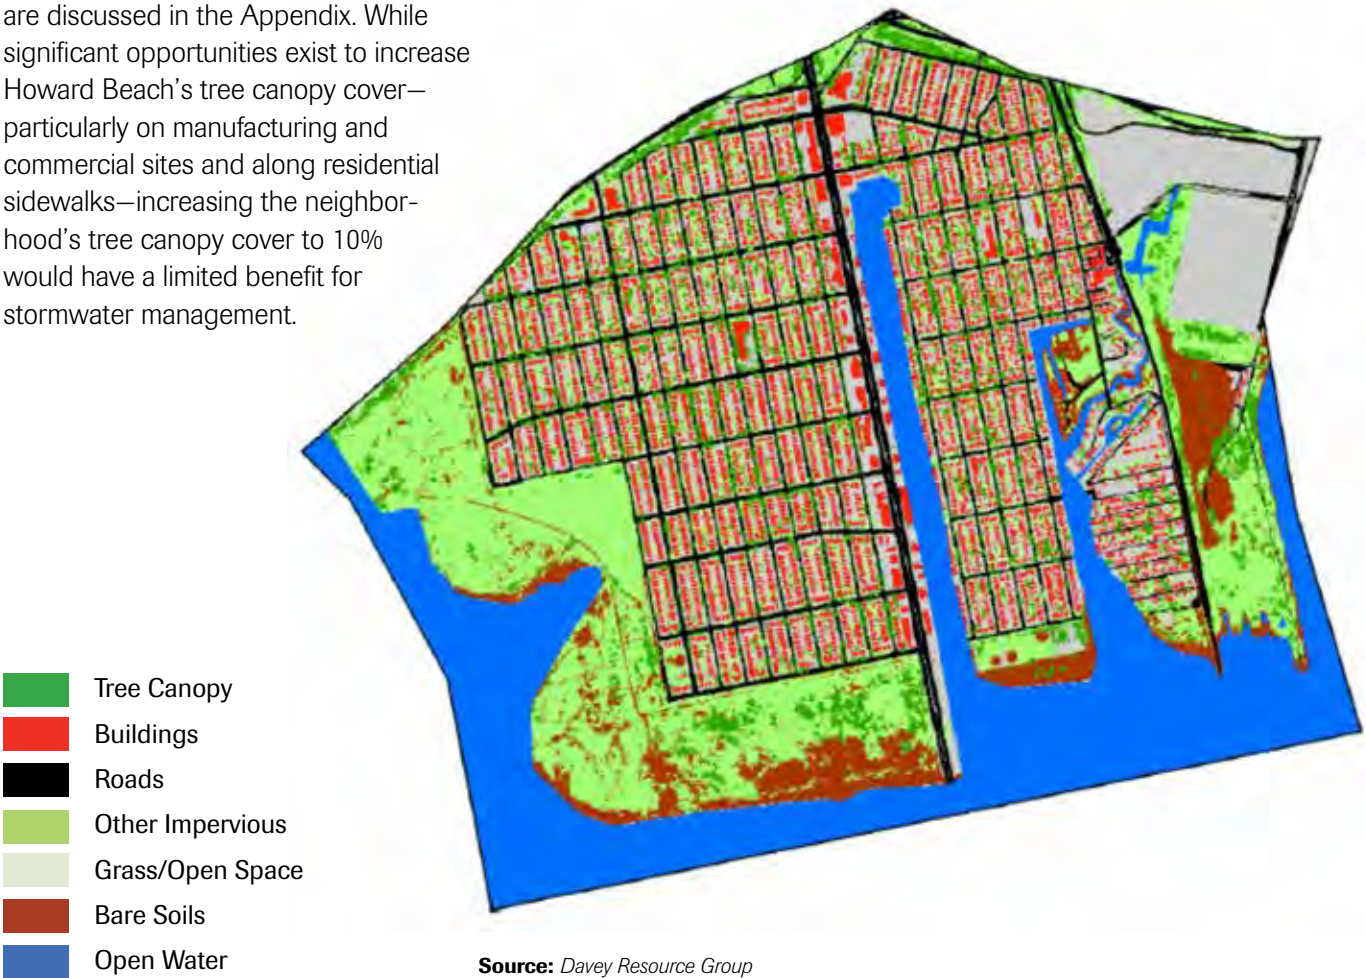 are discussed in the Appendix. While
significant opportunities exist to increase
Howard Beach’s tree canopy cover—
particularly on manufacturing and
commercial sites and along residential
sidewalks—increasing the neighbor-
hood’s tree canopy cover to 10%
would have a limited benefit for
stormwater management.
Tree Canopy
Buildings
Roads
Other Impervious
Grass/Open Space
Bare Soils
Open Water
Source: Davey Resource Group